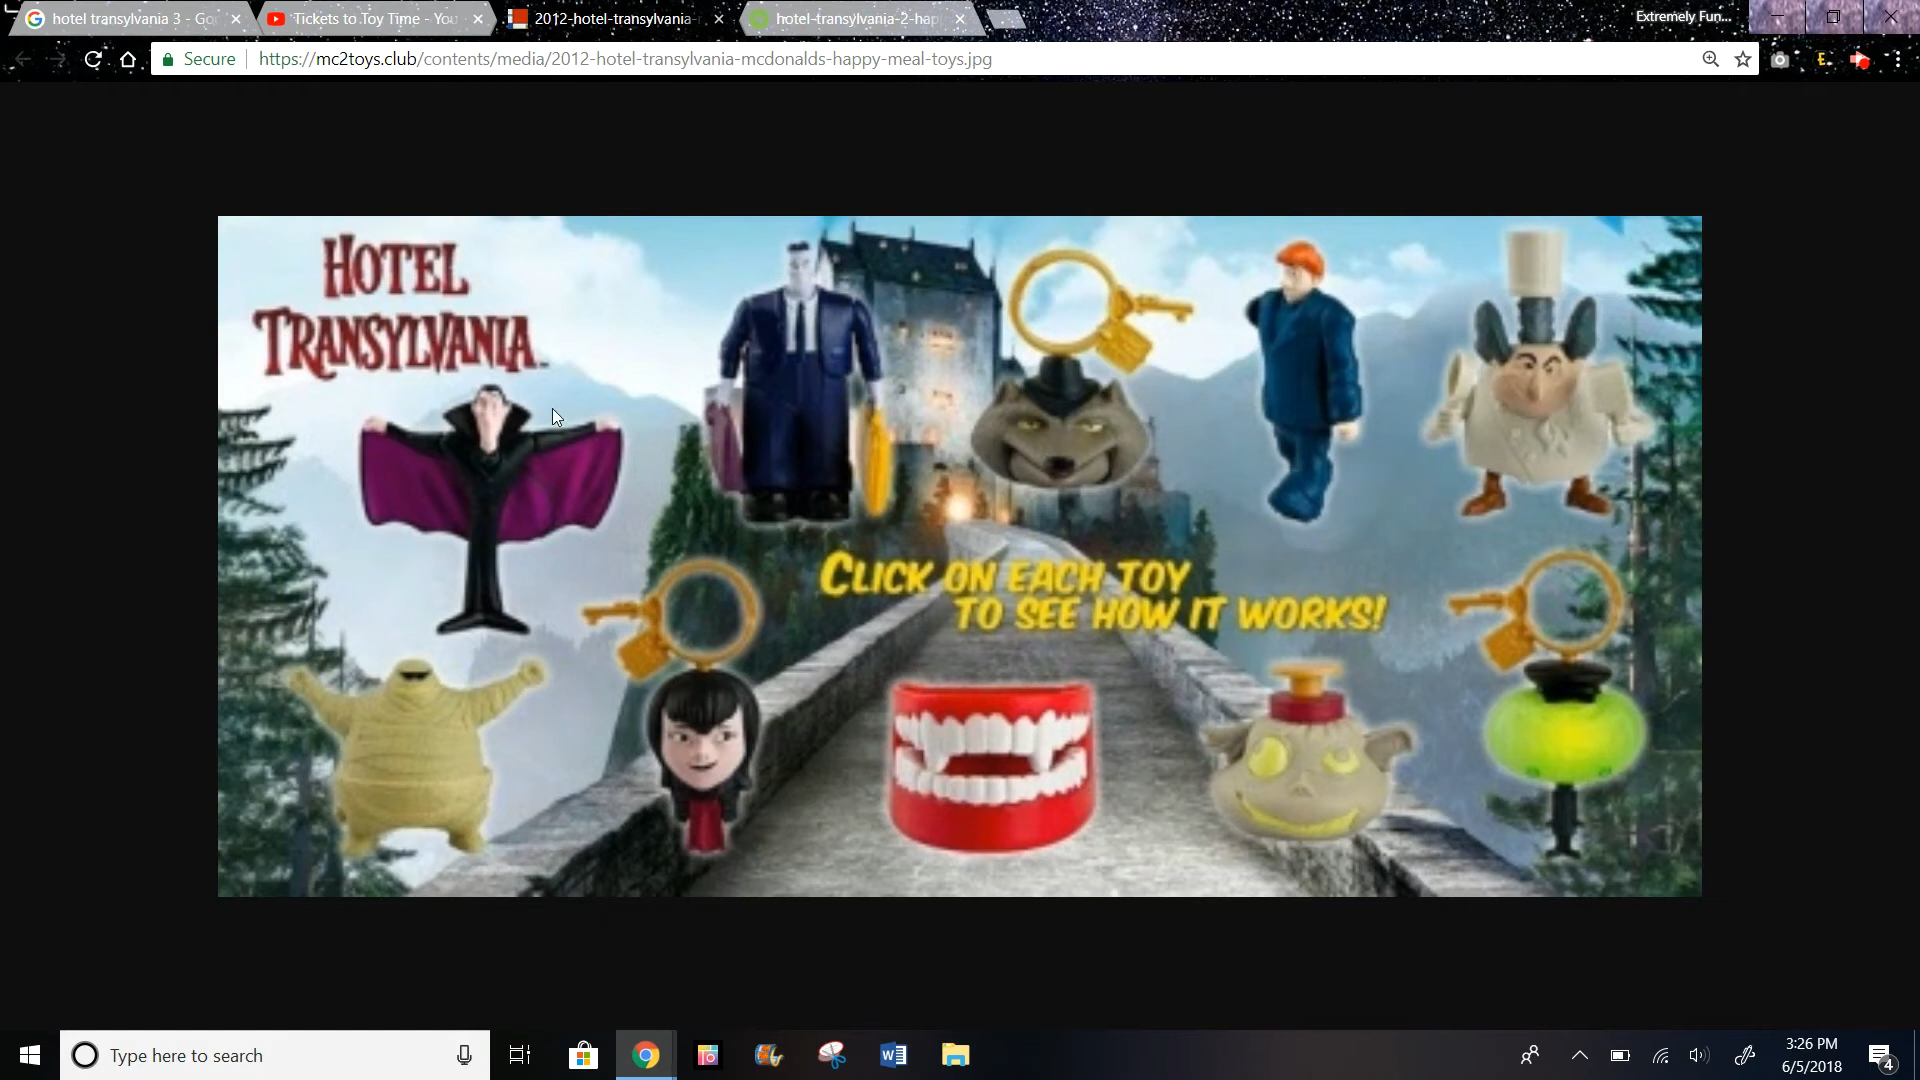 hotel transylvania 3 - Go
Tickets to Toy Time - You
2012-hotel-transylvania-
hotel-transylvania-2-hap
Extremely Fun...
Secure
https://mc2toys.club/contents/media/2012-hotel-transylvania-mcdonalds-happy-meal-toys.jpg
HOTEL
TRANSYLVANIA
CLICK ON EACH TOY
TO SEE HOW IT WORKS!
Type here to search
3:26 PM
6/5/2018
4